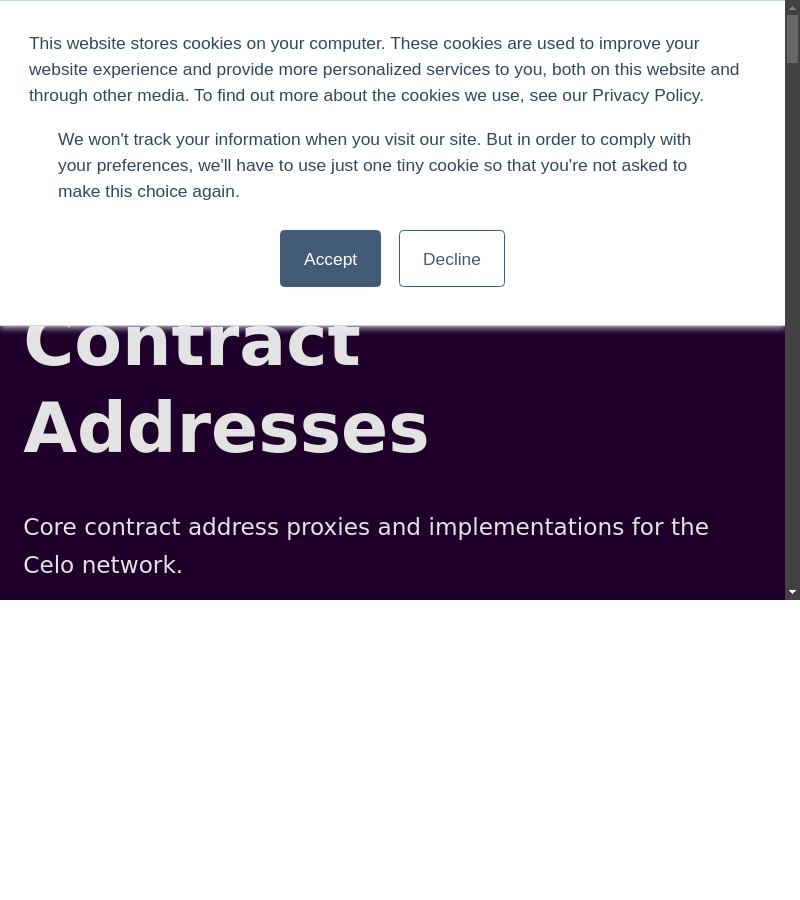 This website stores cookies on your computer. These cookies are used to improve your
website experience and provide more personalized services to you, both on this website and
through other media. To find out more about the cookies we use, see our Privacy Policy.
We won't track your information when you visit our site. But in order to comply with
your preferences, we'll have to use just one tiny cookie so that you're not asked to
make this choice again.
Accept
Decline
Contract
Addresses
Core contract address proxies and implementations for the
Celo network.